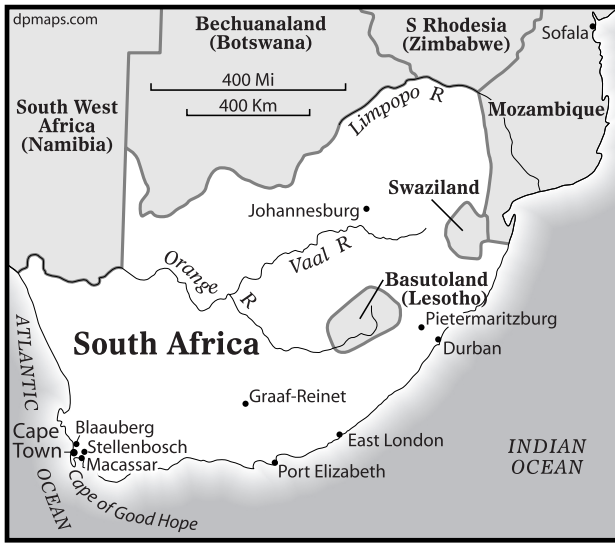 dpmaps.com
Bechuanaland
(Botswana)
S Rhodesia
(Zimbabwe)
Sofala
400 Mi
400 Km
South West
Africa
(Namibia)
Limpopo R
Mozambique
Swaziland
Johannesburg
Vaal R
Orange R
Basutoland
(Lesotho)
Pietermaritzburg
Durban
South Africa
ATLANTIC
OCEAN
Graaf-Reinet
Blaauberg
Cape
Town
Stellenbosch
Macassar
East London
Port Elizabeth
Cape of Good Hope
INDIAN
OCEAN